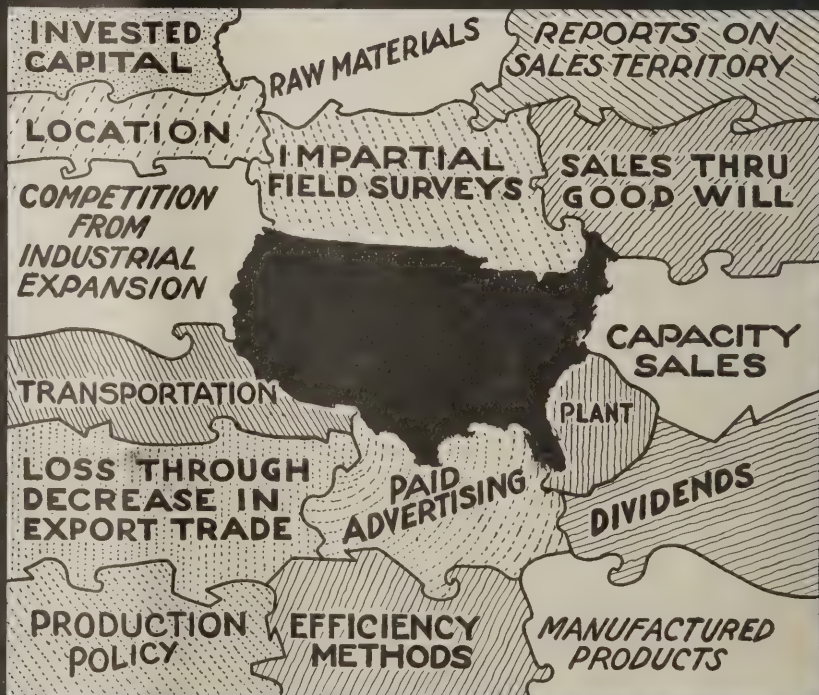 INVESTED
CAPITAL
RAW MATERIALS
REPORTS ON
SALES TERRITORY
LOCATION
IMPARTIAL
FIELD SURVEYS
SALES THRU
GOOD WILL
COMPETITION
FROM
INDUSTRIAL
EXPANSION
CAPACITY
SALES
TRANSPORTATION
PLANT
LOSS THROUGH
DECREASE IN
EXPORT TRADE
PAID
ADVERTISING
DIVIDENDS
PRODUCTION
POLICY
EFFICIENCY
METHODS
MANUFACTURED
PRODUCTS